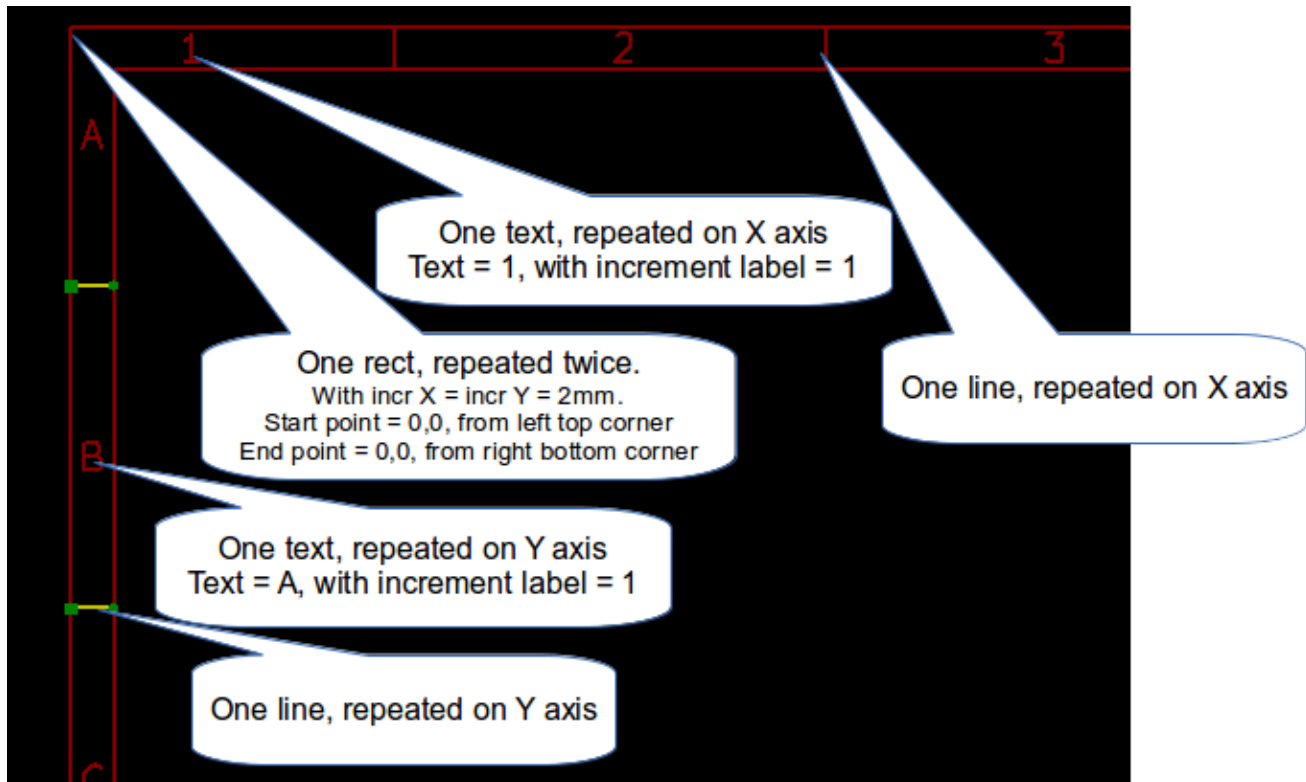 1 2 3
A
One text, repeated on X axis
Text = 1, with increment label = 1
One rect, repeated twice.
With incr X = incr Y = 2mm.
Start point = 0,0, from left top corner
End point = 0,0, from right bottom corner
One line, repeated on X axis
B
One text, repeated on Y axis
Text = A, with increment label = 1
One line, repeated on Y axis
C